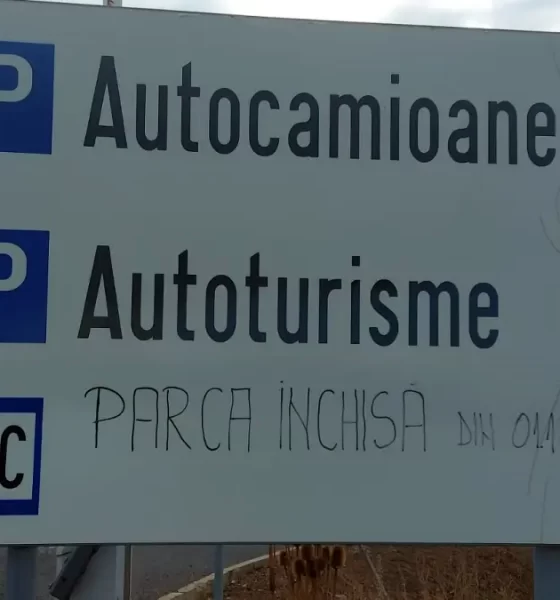 P Autocamioane
P Autoturisme
C PARCA ÎNCHISĂ DIN